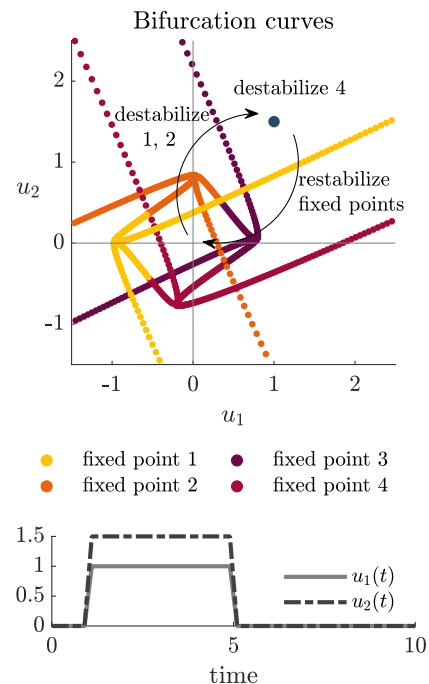 Bifurcation curves
2
destabilize 4
destabilize
1, 2
1
u₂
restabilize
fixed points
0
-1
-1 0 1 2
u₁
fixed point 1 fixed point 3
fixed point 2 fixed point 4
1.5
1
u₁(t)
0.5
u₂(t)
0
0 5 10
time